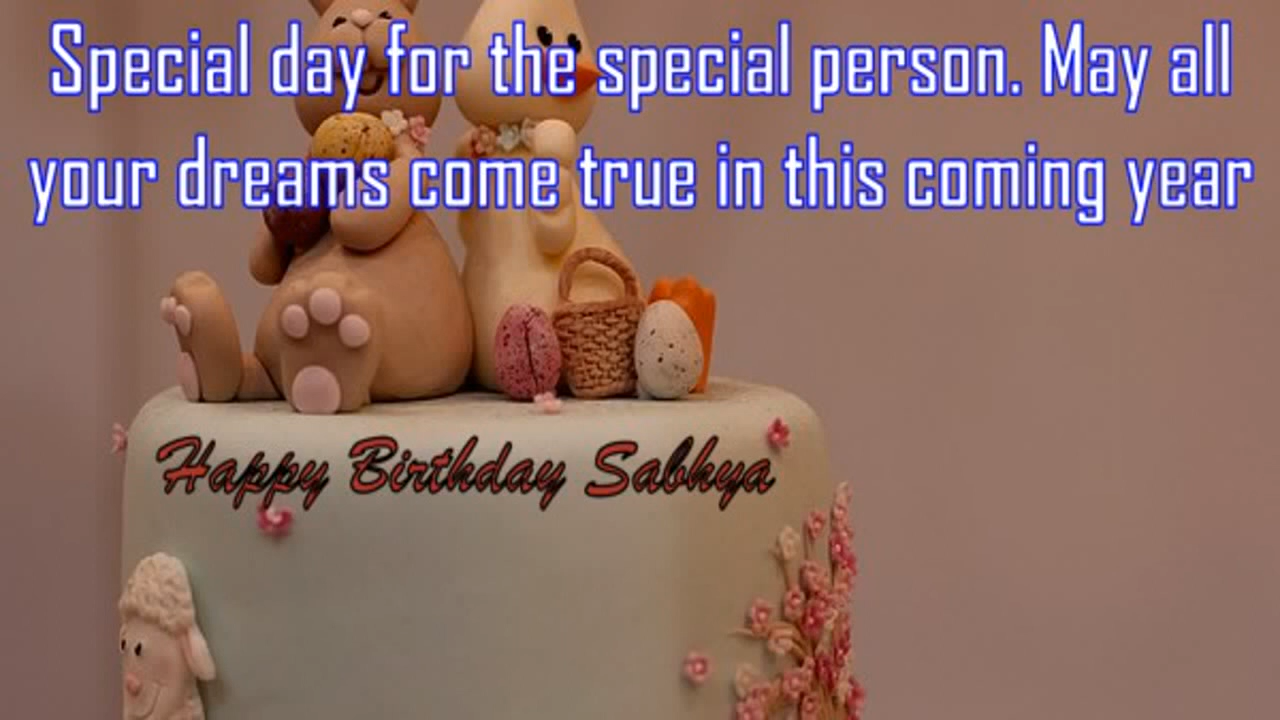 Special day for the special person. May all
your dreams come true in this coming year
Happy Birthday Sabhya